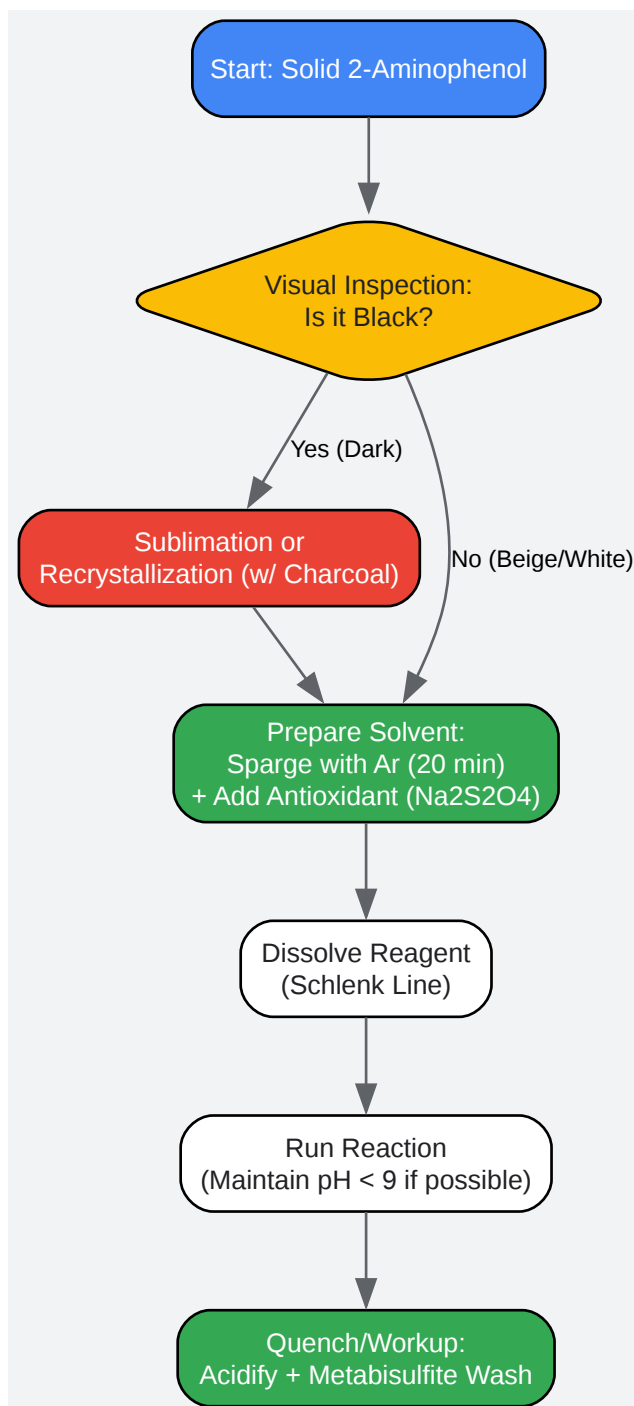 Start: Solid 2-Aminophenol
Visual Inspection:
Is it Black?
Yes (Dark)
Sublimation or
Recrystallization (w/ Charcoal)
No (Beige/White)
Prepare Solvent:
Sparge with Ar (20 min)
+ Add Antioxidant (Na2S2O4)
Dissolve Reagent
(Schlenk Line)
Run Reaction
(Maintain pH < 9 if possible)
Quench/Workup:
Acidify + Metabisulfite Wash